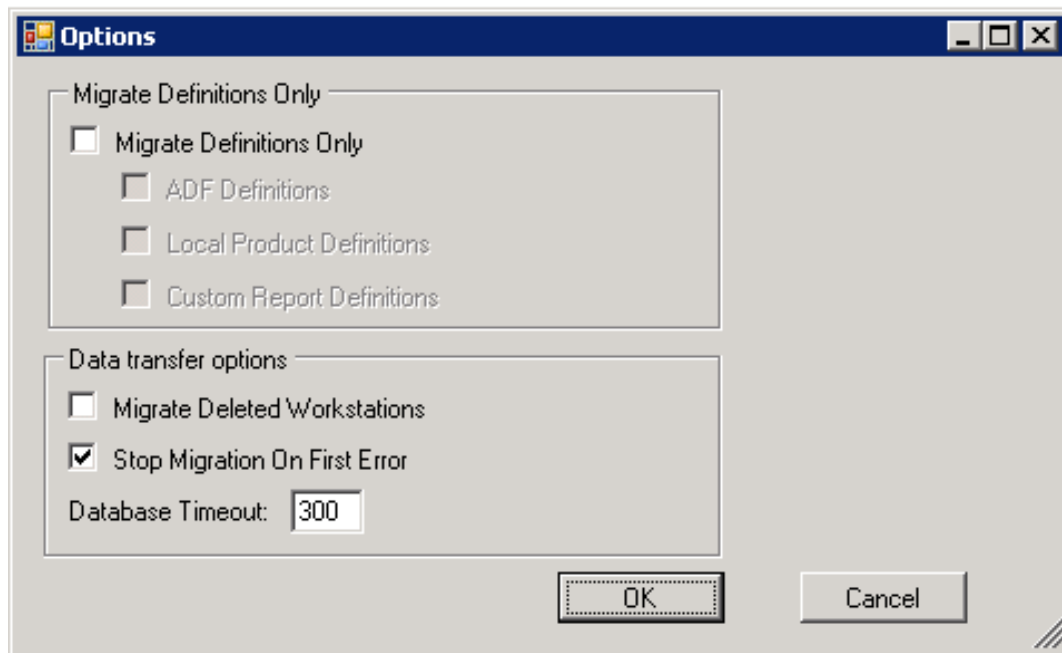 Options
Migrate Definitions Only
Migrate Definitions Only
ADF Definitions
Local Product Definitions
Custom Report Definitions
Data transfer options
Migrate Deleted Workstations
Stop Migration On First Error
Database Timeout: 300
OK Cancel